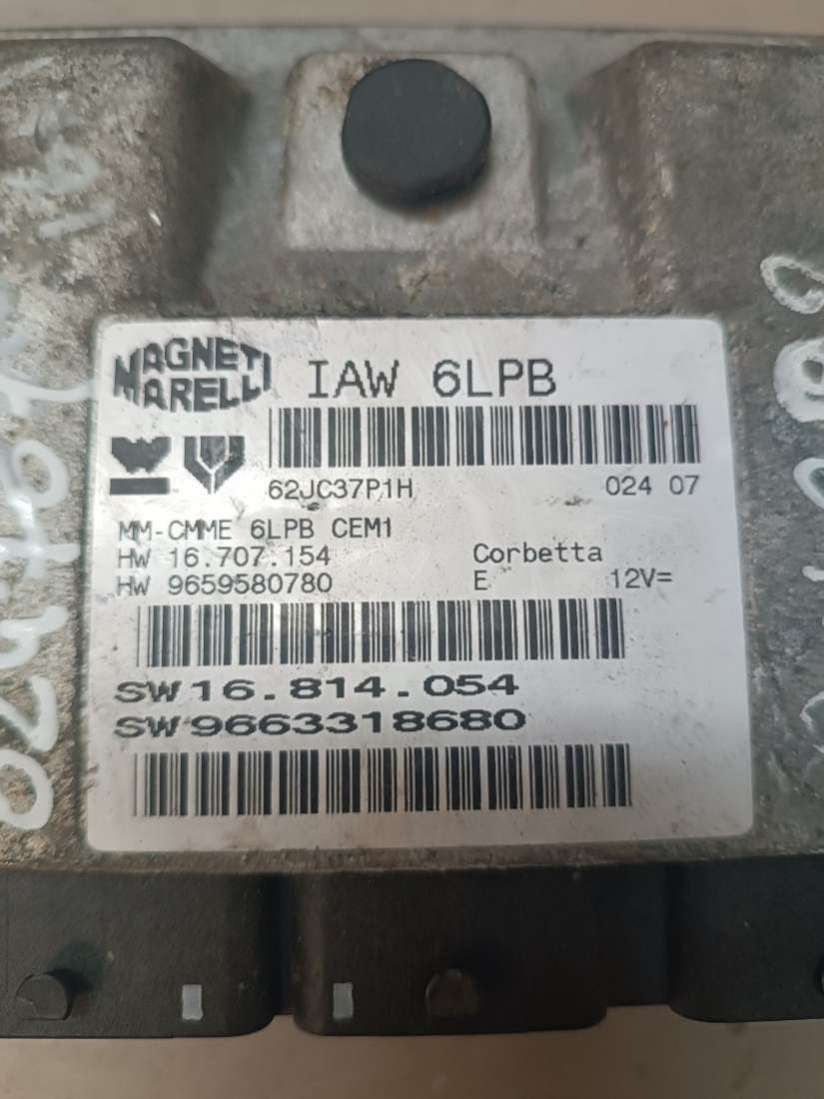 MAGNETI
MARELLI
IAW 6LPB
62JC37P1H 024 07
MM-CMME 6LPB CEM1
HW 16.707.154 Corbetta
HW 9659580780 E 12V=
SW16.814.054
SW9663318680